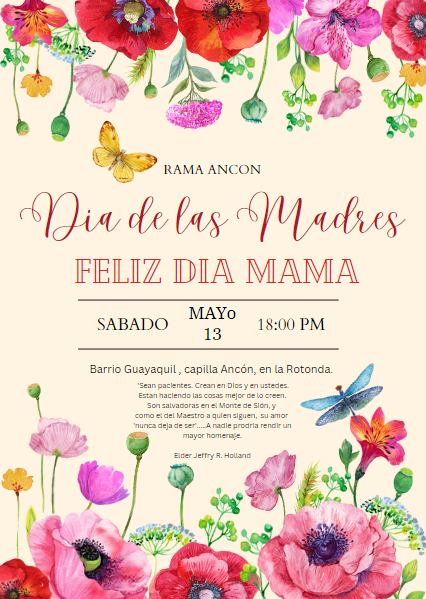 RAMA ANCON
Dia de las Madres
FELIZ DIA MAMA
SABADO
MAYo
13
18:00 PM
Barrio Guayaquil , capilla Ancón, en la Rotonda.
'Sean pacientes. Crean en Dios y en ustedes.
Estan haciendo las cosas mejor de lo creen.
Son salvadoras en el Monte de Sión, y
como el del Maestro a quien siguen, su amor
'nunca deja de ser'.....A nadie prodria rendir un
mayor homenaje.
Elder Jeffry R. Holland